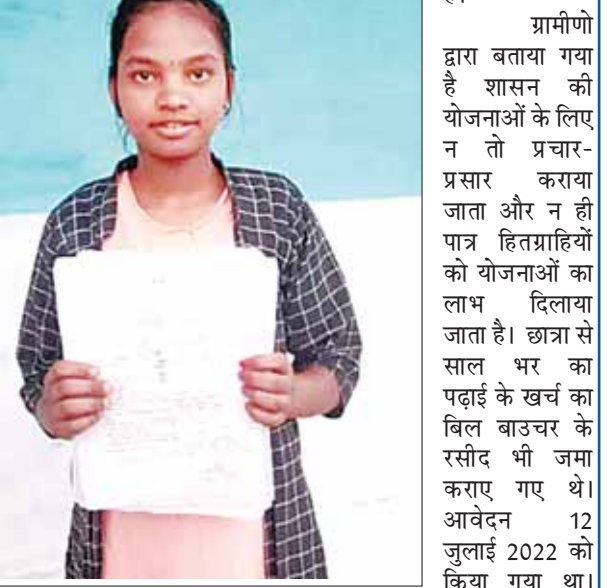 ग्रामीणो
द्वारा बताया गया
है शासन की
योजनाओं के लिए
न तो प्रचार-
प्रसार कराया
जाता और न ही
पात्र हितग्राहियों
को योजनाओं का
लाभ दिलाया
जाता है। छात्रा से
साल भर का
पढ़ाई के खर्च का
बिल बाउचर के
रसीद भी जमा
कराए गए थे।
आवेदन 12
जुलाई 2022 को
किया गया था।